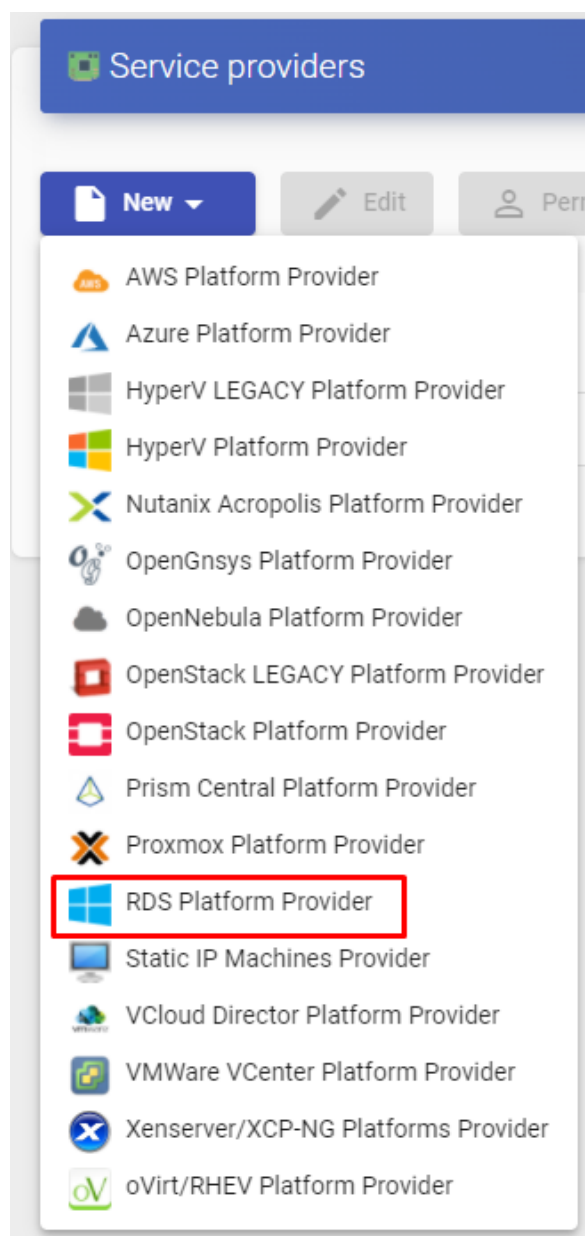 Service providers
New
Edit
AWS Platform Provider
Azure Platform Provider
HyperV LEGACY Platform Provider
HyperV Platform Provider
Nutanix Acropolis Platform Provider
OpenGnsys Platform Provider
OpenNebula Platform Provider
OpenStack LEGACY Platform Provider
OpenStack Platform Provider
Prism Central Platform Provider
Proxmox Platform Provider
RDS Platform Provider
Static IP Machines Provider
VCloud Director Platform Provider
VMWare VCenter Platform Provider
Xenserver/XCP-NG Platforms Provider
oVirt/RHEV Platform Provider